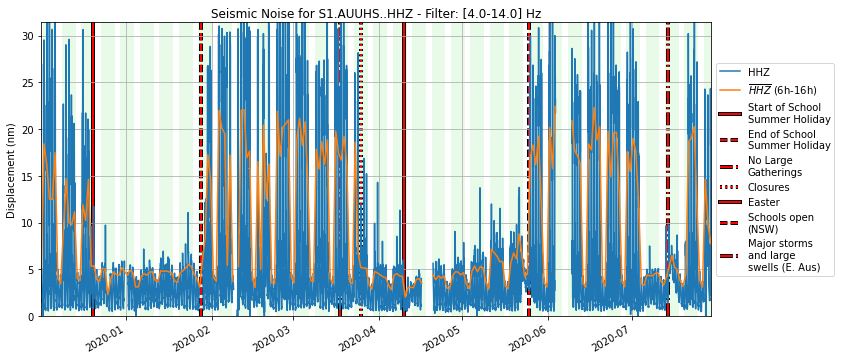 Seismic Noise for S1.AUUHS..HHZ - Filter: [4.0-14.0] Hz
Displacement (nm)
30
25
20
15
10
5
0
2020-01
2020-02
2020-03
2020-04
2020-05
2020-06
2020-07
HHZ
HHZ (6h-16h)
Start of School
Summer Holiday
End of School
Summer Holiday
No Large
Gatherings
Closures
Easter
Schools open
(NSW)
Major storms
and large
swells (E. Aus)